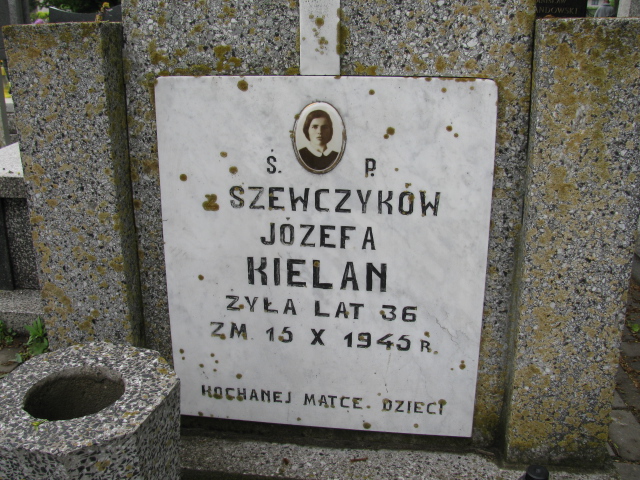 Ś. P.
Z SZEWCZYKÓW
JÓZEFA
KIELAN
ŻYŁA LAT 36
ZM 15 X 1945 R.
KOCHANEJ MATCE DZIECI